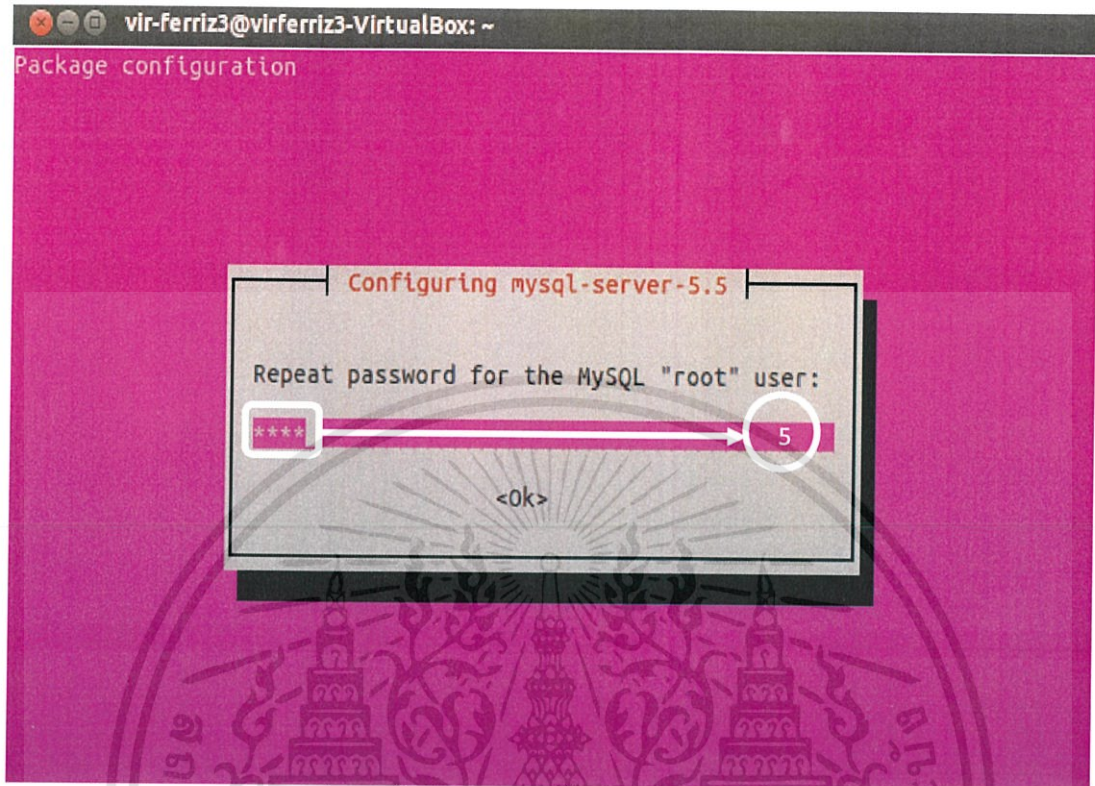 vir-ferriz3@virferriz3-VirtualBox: ~
Package configuration
Configuring mysql-server-5.5
Repeat password for the MySQL "root" user:
****_ 5
<Ok>